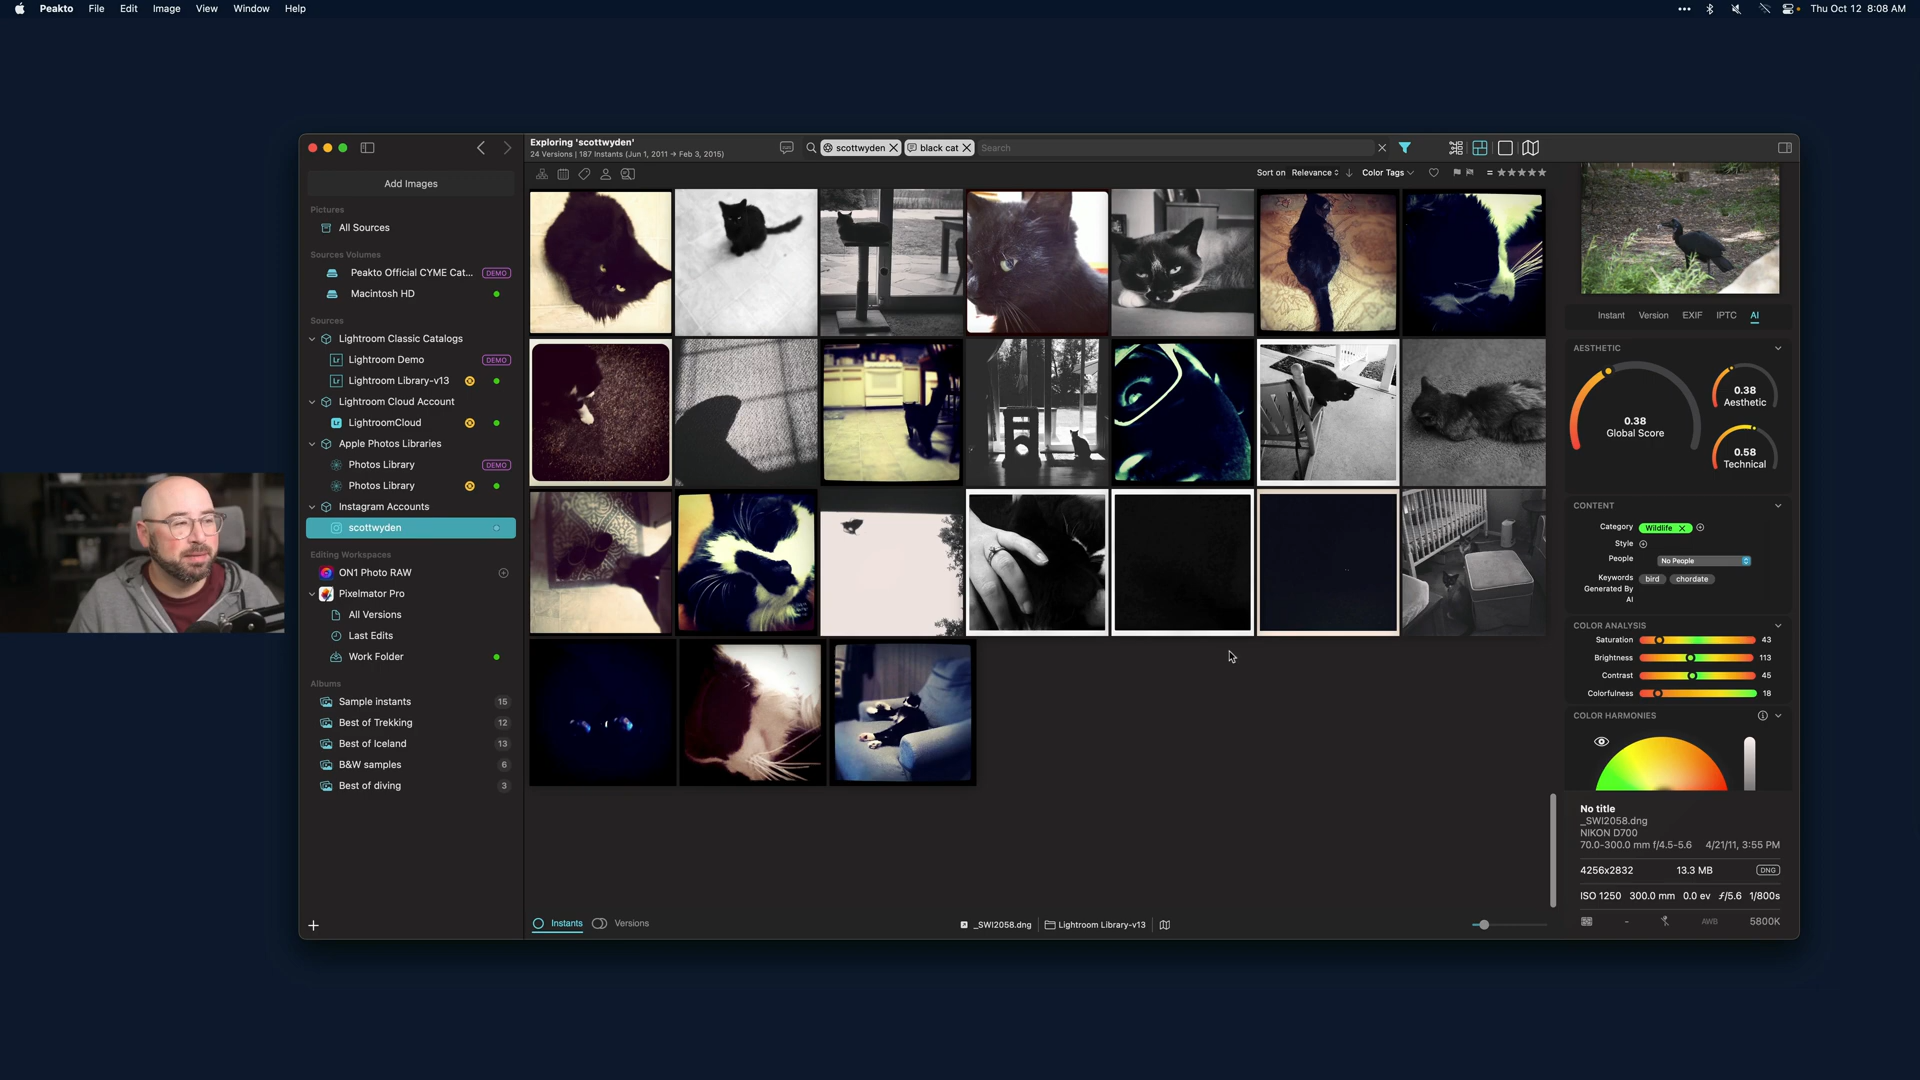 Peakto File Edit Image View Window Help
Thu Oct 12 8:08 AM
Exploring 'scottwyden'
24 Versions | 187 Instants (Jun 1, 2011 → Feb 3, 2015)
scottwyden
black cat
Search
Add Images
Sort on Relevance
Color Tags
Pictures
All Sources
Sources Volumes
Peakto Official CYME Cat... DEMO
Macintosh HD
Sources
Lightroom Classic Catalogs
Lightroom Demo DEMO
Lightroom Library-v13
Lightroom Cloud Account
LightroomCloud
Apple Photos Libraries
Photos Library DEMO
Photos Library
Instagram Accounts
scottwyden
Editing Workspaces
ON1 Photo RAW
Pixelmator Pro
All Versions
Last Edits
Work Folder
Albums
Sample instants 15
Best of Trekking 12
Best of Iceland 13
B&W samples 6
Best of diving 3
Instants Versions
_SWI2058.dng
Lightroom Library-v13
Instant Version EXIF IPTC AI
AESTHETIC
0.38
Global Score
0.38
Aesthetic
0.58
Technical
CONTENT
Category Wildlife
Style
People No People
Keywords Generated By AI bird chordate
COLOR ANALYSIS
Saturation 43
Brightness 113
Contrast 45
Colorfulness 18
COLOR HARMONIES
No title
_SWI2058.dng
NIKON D700
70.0-300.0 mm f/4.5-5.6 4/21/11, 3:55 PM
4256x2832 13.3 MB DNG
ISO 1250 300.0 mm 0.0 ev ƒ/5.6 1/800s
- AWB 5800K